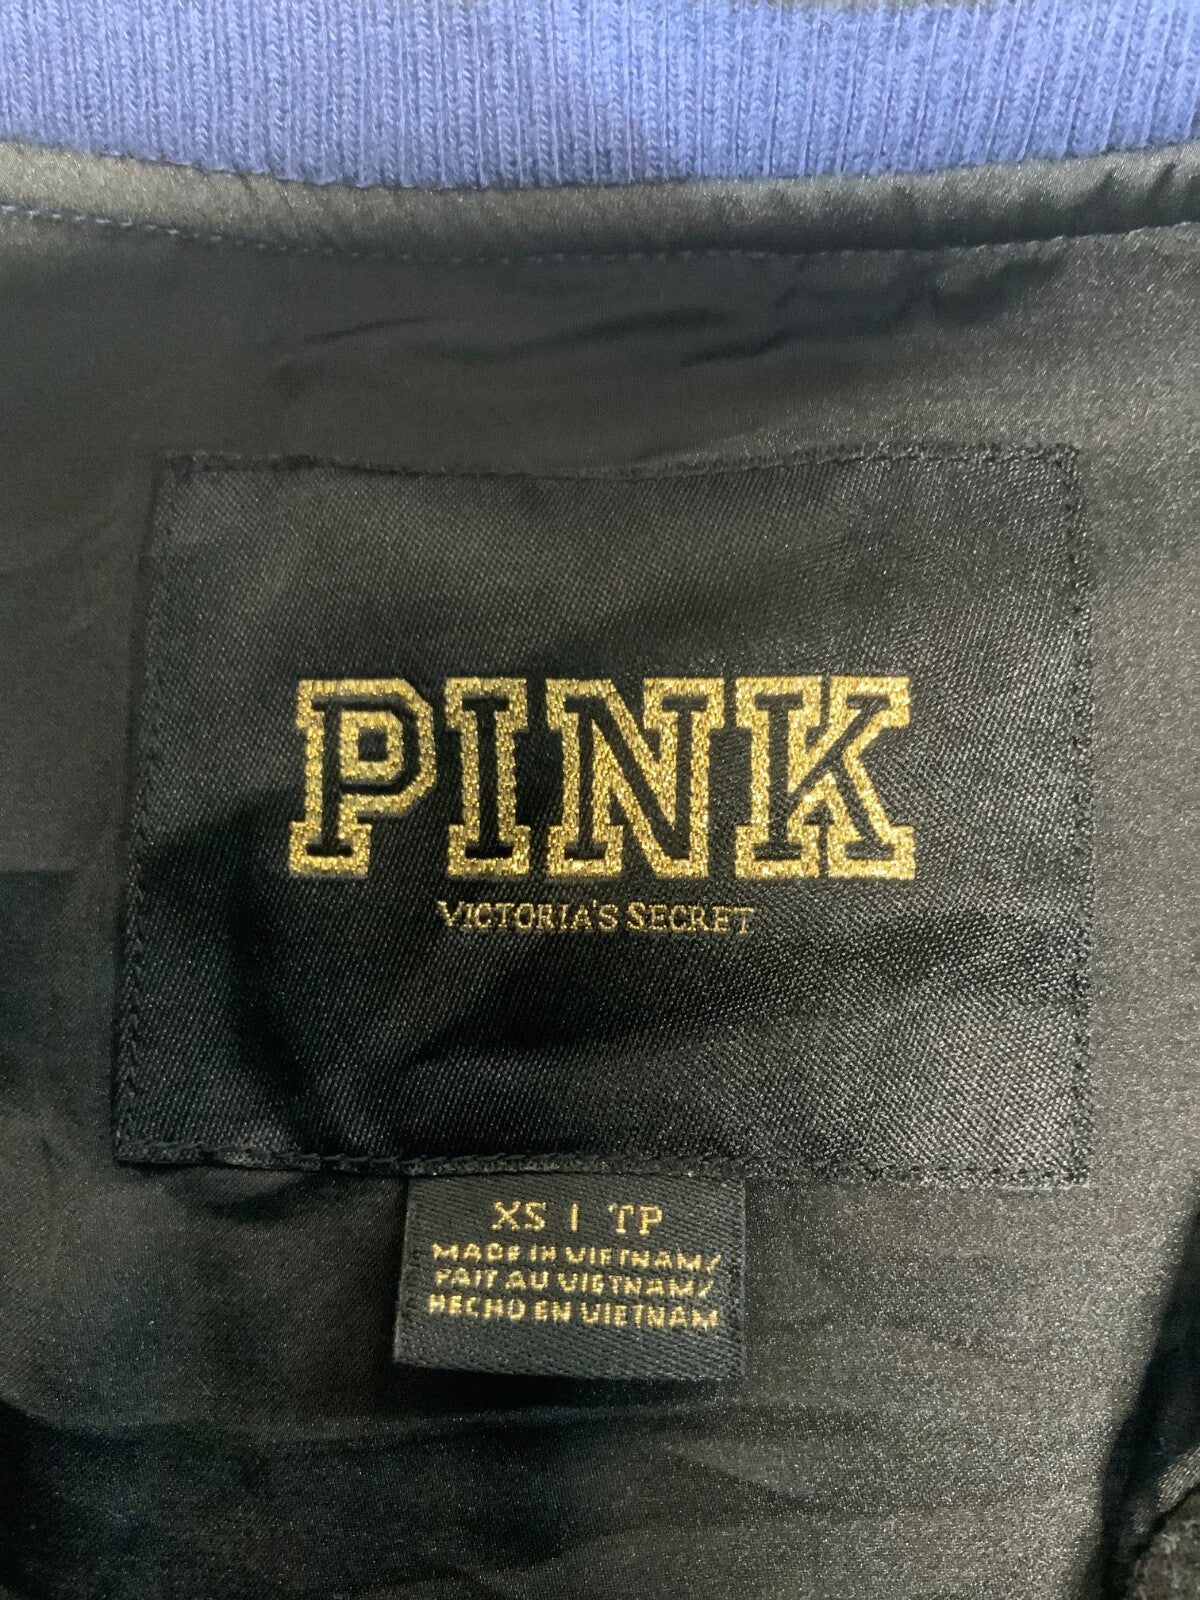 PINK
VICTORIA'S SECRET
XS | TP
MADE IN VIETNAM/
FAIT AU VIETNAM/
HECHO EN VIETNAM